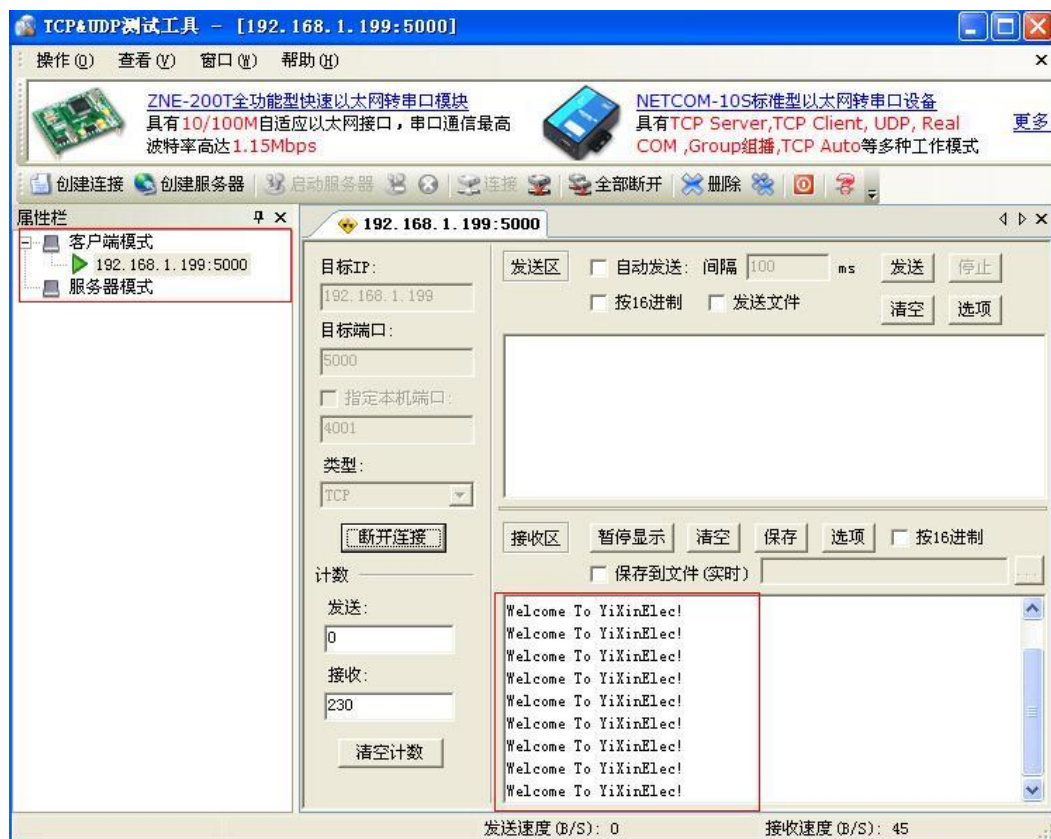 TCP&UDP测试工具 - [192.168.1.199:5000]
操作(O) 查看(V) 窗口(W) 帮助(H)
ZNE-200T全功能型快速以太网转串口模块
具有10/100M自适应以太网接口，串口通信最高
波特率高达1.15Mbps
NETCOM-10S标准型以太网转串口设备
具有TCP Server,TCP Client, UDP, Real
COM ,Group组播,TCP Auto等多种工作模式
更多
创建连接 创建服务器 启动服务器 连接 全部断开 删除
属性栏
客户端模式
192.168.1.199:5000
服务器模式
192.168.1.199:5000
目标IP:
192.168.1.199
目标端口:
5000
指定本机端口:
4001
类型:
TCP
断开连接
计数
发送:
0
接收:
230
清空计数
发送区 自动发送: 间隔 100 ms 发送 停止
按16进制 发送文件 清空 选项
接收区 暂停显示 清空 保存 选项 按16进制
保存到文件(实时) ...
Welcome To YiXinElec!
Welcome To YiXinElec!
Welcome To YiXinElec!
Welcome To YiXinElec!
Welcome To YiXinElec!
Welcome To YiXinElec!
Welcome To YiXinElec!
Welcome To YiXinElec!
Welcome To YiXinElec!
发送速度(B/S): 0 接收速度(B/S): 45